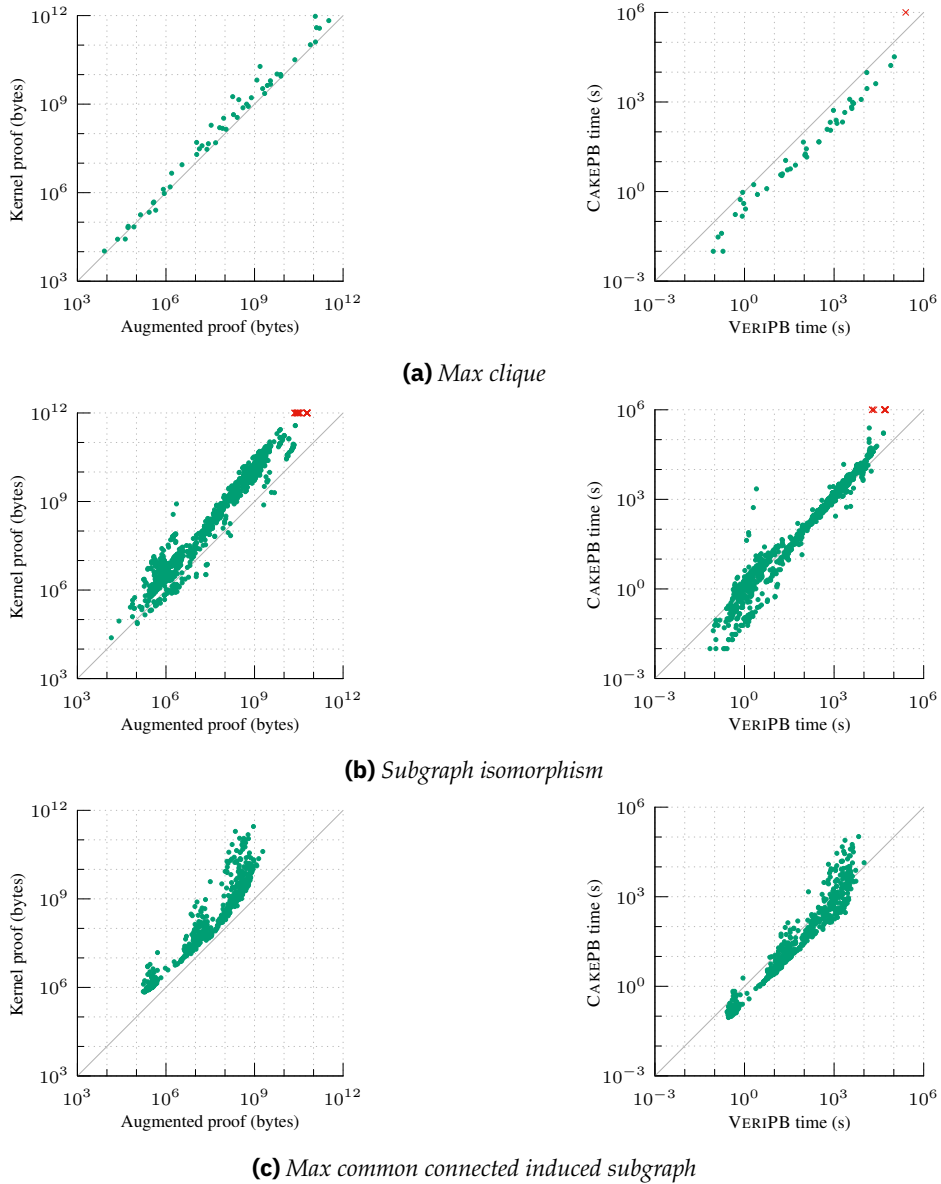 10^12
10^9
10^6
10^3
Kernel proof (bytes)
10^3 10^6 10^9 10^12
Augmented proof (bytes)
10^6
10^3
10^0
10^−3
CAKEPB time (s)
10^−3 10^0 10^3 10^6
VERIPB time (s)
(a) Max clique
10^12
10^9
10^6
10^3
Kernel proof (bytes)
10^3 10^6 10^9 10^12
Augmented proof (bytes)
10^6
10^3
10^0
10^−3
CAKEPB time (s)
10^−3 10^0 10^3 10^6
VERIPB time (s)
(b) Subgraph isomorphism
10^12
10^9
10^6
10^3
Kernel proof (bytes)
10^3 10^6 10^9 10^12
Augmented proof (bytes)
10^6
10^3
10^0
10^−3
CAKEPB time (s)
10^−3 10^0 10^3 10^6
VERIPB time (s)
(c) Max common connected induced subgraph